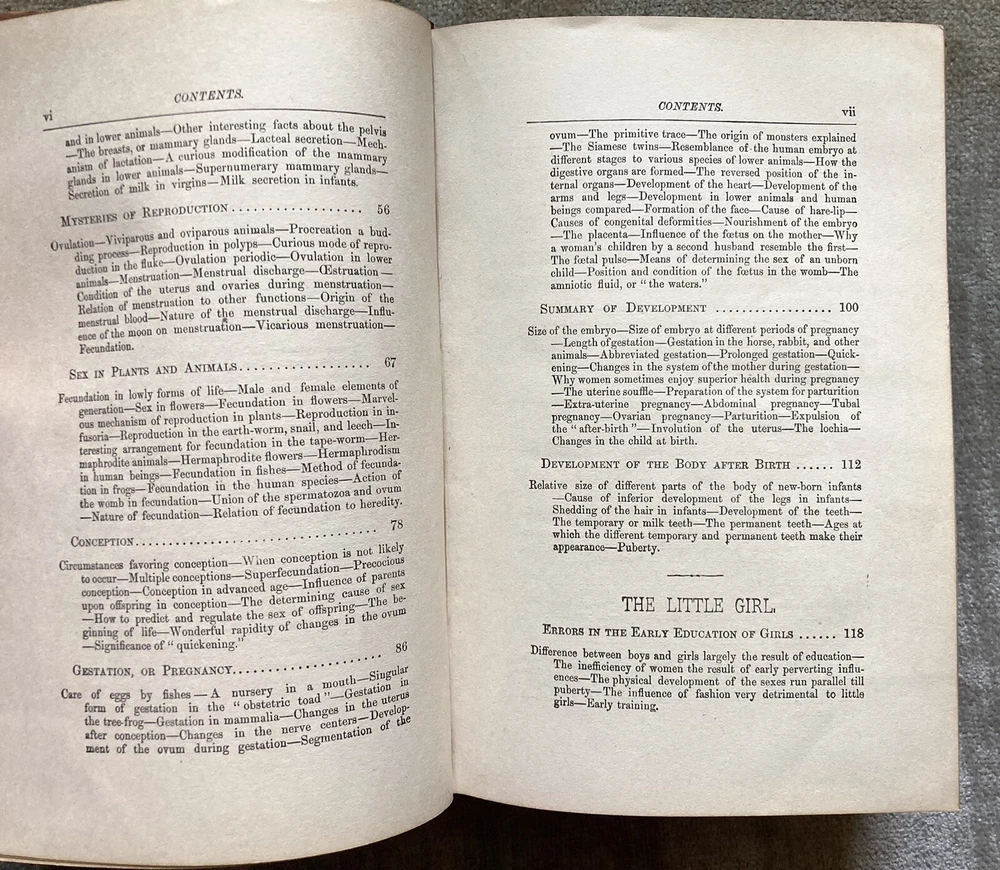 vi
CONTENTS.
and in lower animals—Other interesting facts about the pelvis
—The breasts, or mammary glands—Lacteal secretion—Mech-
anism of lactation—A curious modification of the mammary
glands in lower animals—Supernumerary mammary glands—
Secretion of milk in virgins—Milk secretion in infants.
MYSTERIES OF REPRODUCTION .................. 56
Ovulation—Viviparous and oviparous animals—Procreation a bud-
ding process—Reproduction in polyps—Curious mode of repro-
duction in the fluke—Ovulation periodic—Ovulation in lower
animals—Menstruation—Menstrual discharge—Œstruation—
Condition of the uterus and ovaries during menstruation—
Relation of menstruation to other functions—Origin of the
menstrual blood—Nature of the menstrual discharge—Influ-
ence of the moon on menstruation—Vicarious menstruation—
Fecundation.
SEX IN PLANTS AND ANIMALS.................. 67
Fecundation in lowly forms of life—Male and female elements of
generation—Sex in flowers—Fecundation in flowers—Marvel-
ous mechanism of reproduction in plants—Reproduction in in-
fusoria—Reproduction in the earth-worm, snail, and leech—In-
teresting arrangement for fecundation in the tape-worm—Her-
maphrodite animals—Hermaphrodite flowers—Hermaphrodism
in human beings—Fecundation in fishes—Method of fecunda-
tion in frogs—Fecundation in the human species—Action of
the womb in fecundation—Union of the spermatozoa and ovum
—Nature of fecundation—Relation of fecundation to heredity.
CONCEPTION.................................. 78
Circumstances favoring conception—When conception is not likely
to occur—Multiple conceptions—Superfecundation—Precocious
conception—Conception in advanced age—Influence of parents
upon offspring in conception—The determining cause of sex
—How to predict and regulate the sex of offspring—The be-
ginning of life—Wonderful rapidity of changes in the ovum
—Significance of "quickening."
GESTATION, OR PREGNANCY.................... 86
Care of eggs by fishes—A nursery in a mouth—Singular
form of gestation in the "obstetric toad"—Gestation in
the tree-frog—Gestation in mammalia—Changes in the uterus
after conception—Changes in the nerve centers—Develop-
ment of the ovum during gestation—Segmentation of the
CONTENTS.
vii
ovum—The primitive trace—The origin of monsters explained
—The Siamese twins—Resemblance of the human embryo at
different stages to various species of lower animals—How the
digestive organs are formed—The reversed position of the in-
ternal organs—Development of the heart—Development of the
arms and legs—Development in lower animals and human
beings compared—Formation of the face—Cause of hare-lip—
Causes of congenital deformities—Nourishment of the embryo
—The placenta—Influence of the fœtus on the mother—Why
a woman's children by a second husband resemble the first—
The fœtal pulse—Means of determining the sex of an unborn
child—Position and condition of the fœtus in the womb—The
amniotic fluid, or "the waters."
SUMMARY OF DEVELOPMENT .................. 100
Size of the embryo—Size of embryo at different periods of pregnancy
—Length of gestation—Gestation in the horse, rabbit, and other
animals—Abbreviated gestation—Prolonged gestation—Quick-
ening—Changes in the system of the mother during gestation—
Why women sometimes enjoy superior health during pregnancy
—The uterine souffle—Preparation of the system for parturition
—Extra-uterine pregnancy—Abdominal pregnancy—Tubal
pregnancy—Ovarian pregnancy—Parturition—Expulsion of
the "after-birth"—Involution of the uterus—The lochia—
Changes in the child at birth.
DEVELOPMENT OF THE BODY AFTER BIRTH ...... 112
Relative size of different parts of the body of new-born infants
—Cause of inferior development of the legs in infants—
Shedding of the hair in infants—Development of the teeth—
The temporary or milk teeth—The permanent teeth—Ages at
which the different temporary and permanent teeth make their
appearance—Puberty.
THE LITTLE GIRL.
ERRORS IN THE EARLY EDUCATION OF GIRLS ...... 118
Difference between boys and girls largely the result of education—
The inefficiency of women the result of early perverting influ-
ences—The physical development of the sexes run parallel till
puberty—The influence of fashion very detrimental to little
girls—Early training.